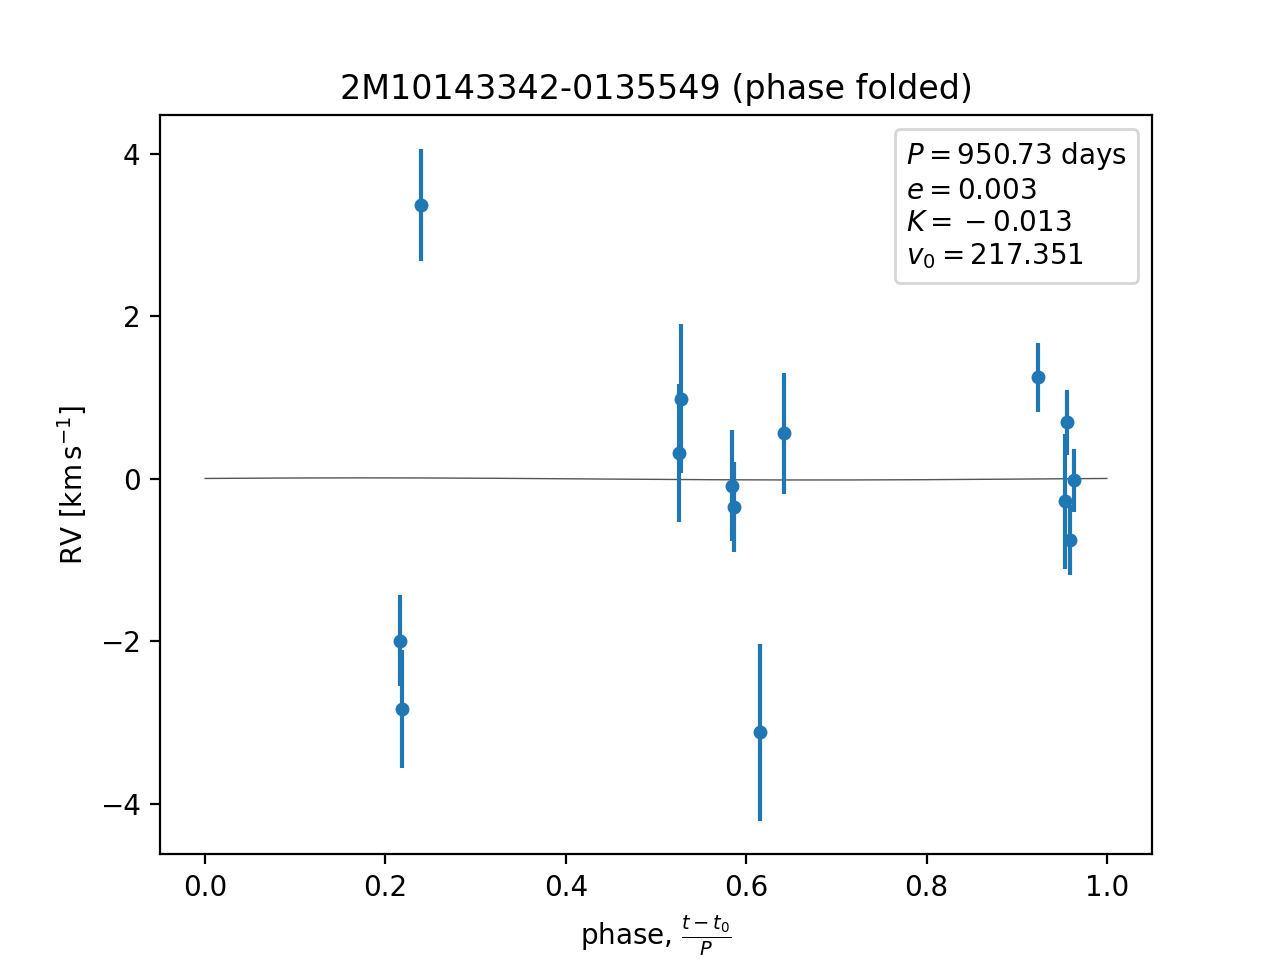 2M10143342-0135549 (phase folded)
P = 950.73 days
e = 0.003
K = −0.013
v₀ = 217.351
4
2
0
−2
−4
RV [km s⁻¹]
0.0 0.2 0.4 0.6 0.8 1.0
phase, (t − t₀)/P